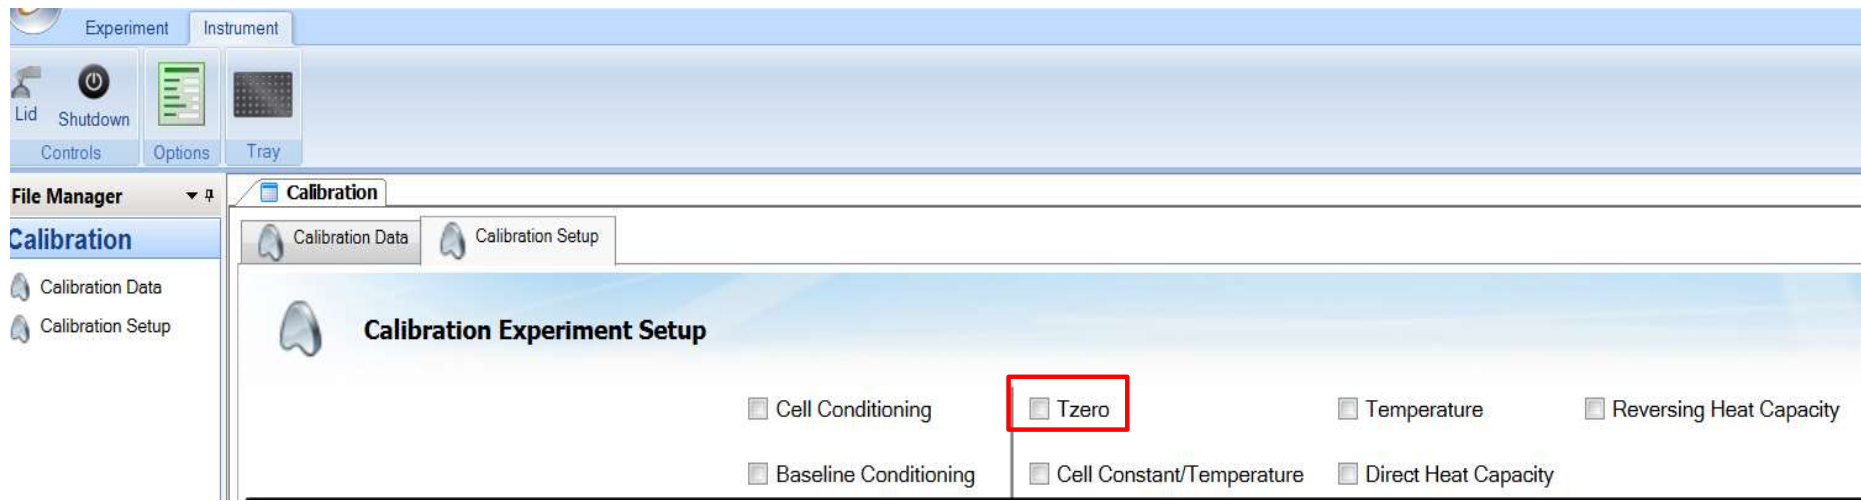 Experiment Instrument
Lid Shutdown
Controls Options Tray
File Manager
Calibration
Calibration Data
Calibration Setup
Calibration
Calibration Data Calibration Setup
Calibration Experiment Setup
Cell Conditioning Tzero Temperature Reversing Heat Capacity
Baseline Conditioning Cell Constant/Temperature Direct Heat Capacity